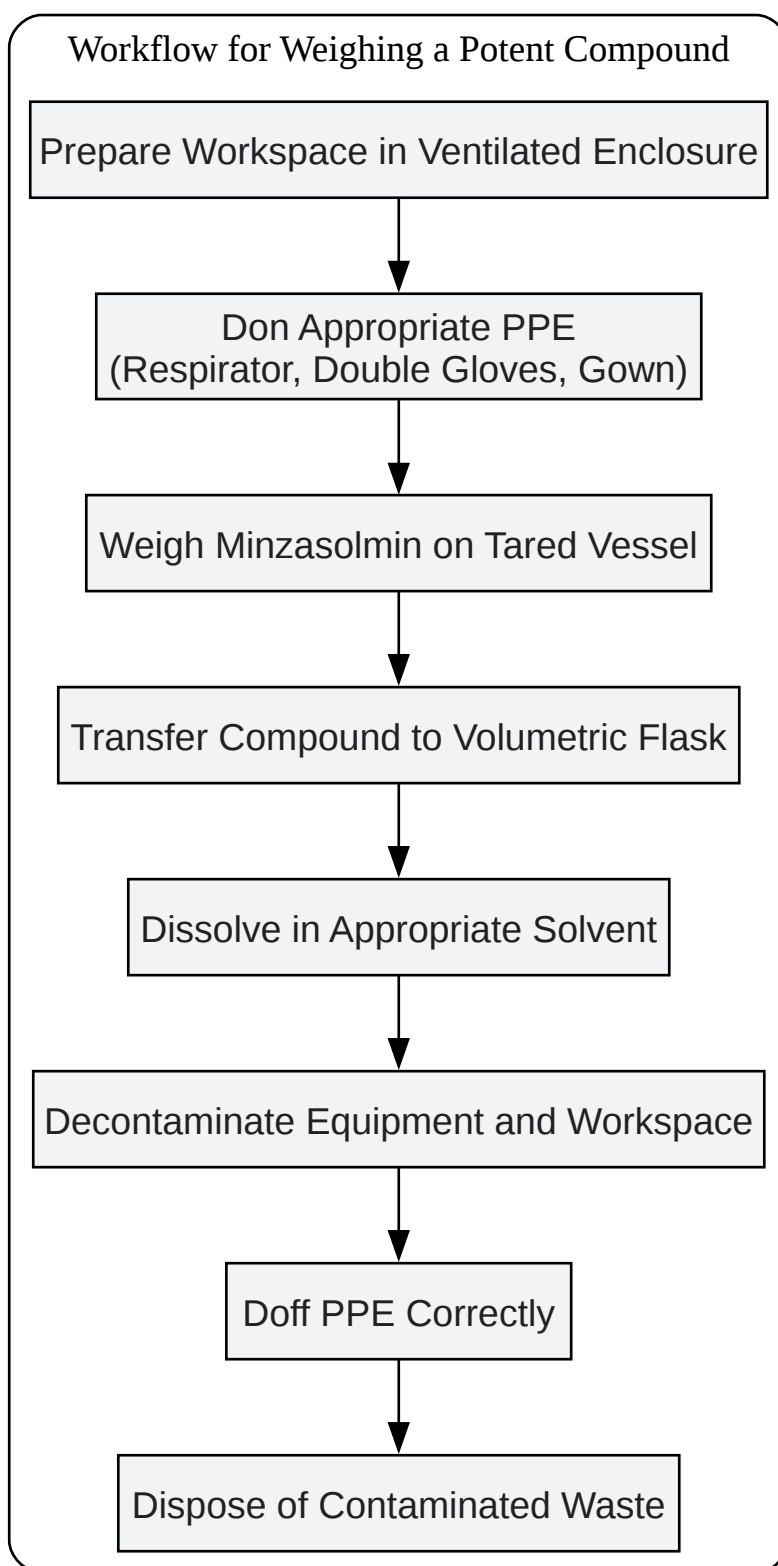 Workflow for Weighing a Potent Compound
Prepare Workspace in Ventilated Enclosure
Don Appropriate PPE
(Respirator, Double Gloves, Gown)
Weigh Minzasolmin on Tared Vessel
Transfer Compound to Volumetric Flask
Dissolve in Appropriate Solvent
Decontaminate Equipment and Workspace
Doff PPE Correctly
Dispose of Contaminated Waste